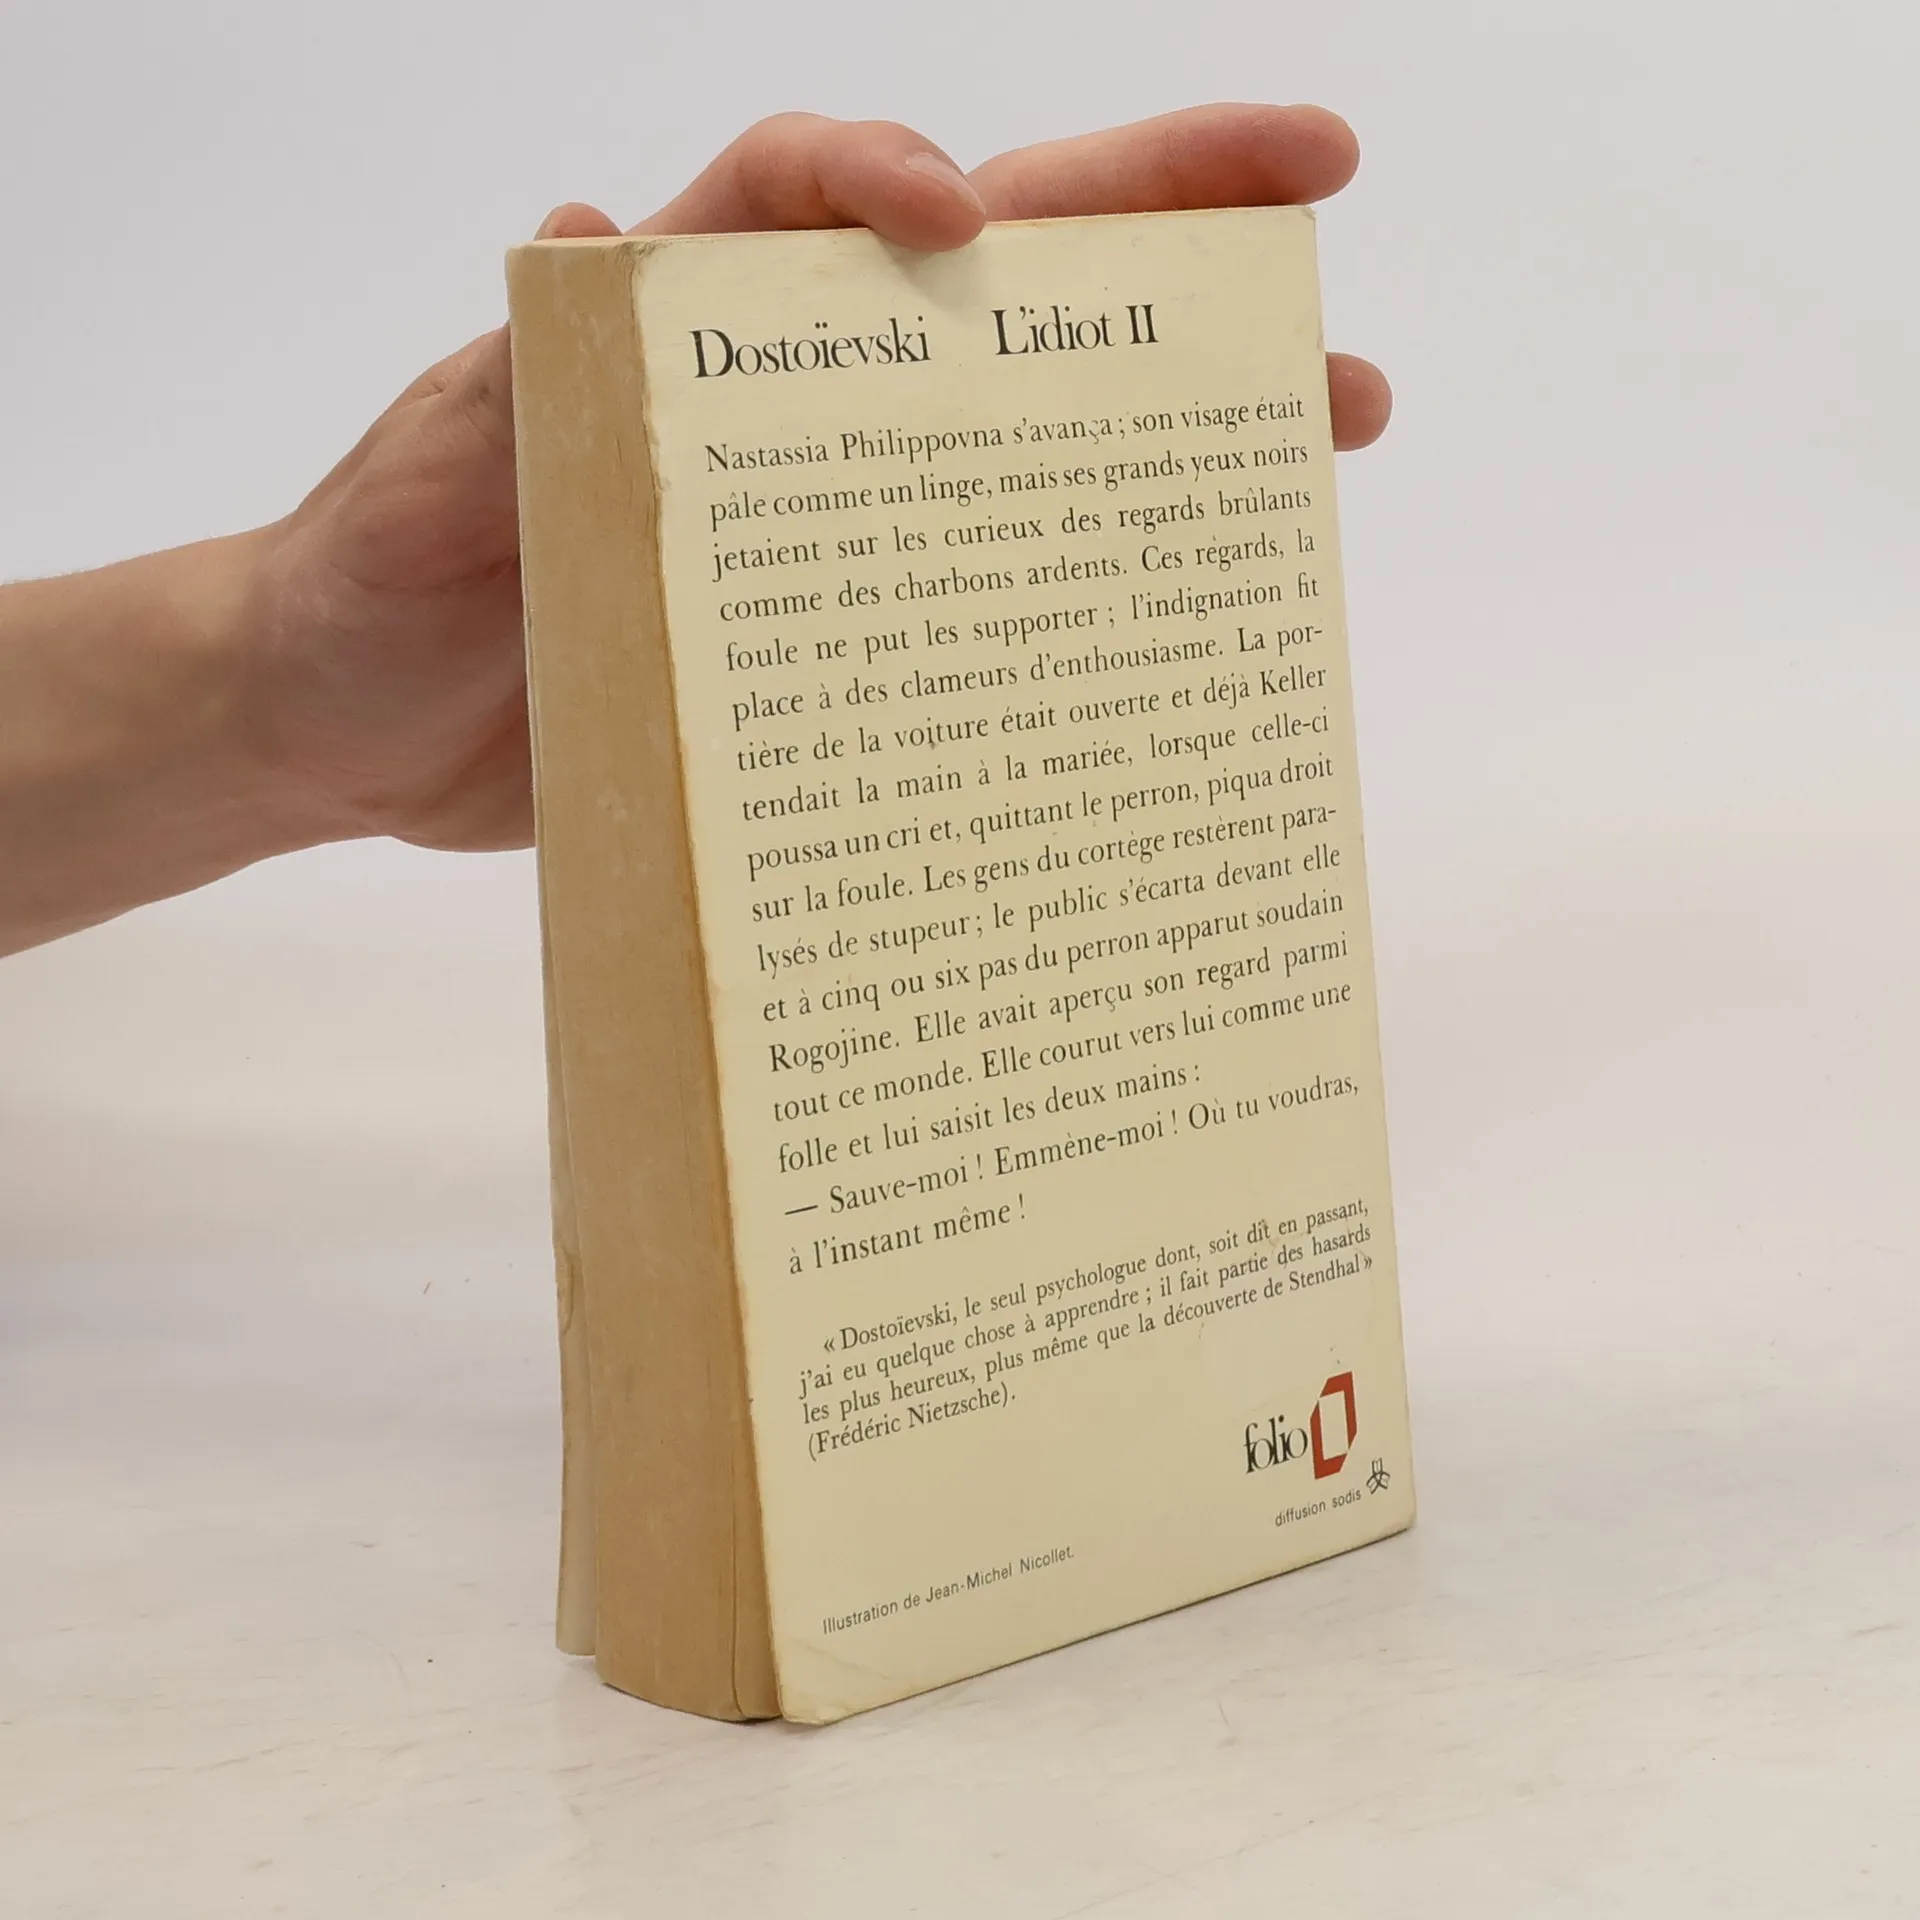 Dostoïevski L'idiot II
Nastassia Philippovna s'avança ; son visage était
pâle comme un linge, mais ses grands yeux noirs
jetaient sur les curieux des regards brûlants
comme des charbons ardents. Ces regards, la
foule ne put les supporter ; l'indignation fit
place à des clameurs d'enthousiasme. La por-
tière de la voiture était ouverte et déjà Keller
tendait la main à la mariée, lorsque celle-ci
poussa un cri et, quittant le perron, piqua droit
sur la foule. Les gens du cortège restèrent para-
lysés de stupeur ; le public s'écarta devant elle
et à cinq ou six pas du perron apparut soudain
Rogojine. Elle avait aperçu son regard parmi
tout ce monde. Elle courut vers lui comme une
folle et lui saisit les deux mains :
— Sauve-moi ! Emmène-moi ! Où tu voudras,
à l'instant même !
« Dostoïevski, le seul psychologue dont, soit dit en passant,
j'ai eu quelque chose à apprendre ; il fait partie des hasards
les plus heureux, plus même que la découverte de Stendhal »
(Frédéric Nietzsche).
folio
diffusion sodis
Illustration de Jean-Michel Nicollet.